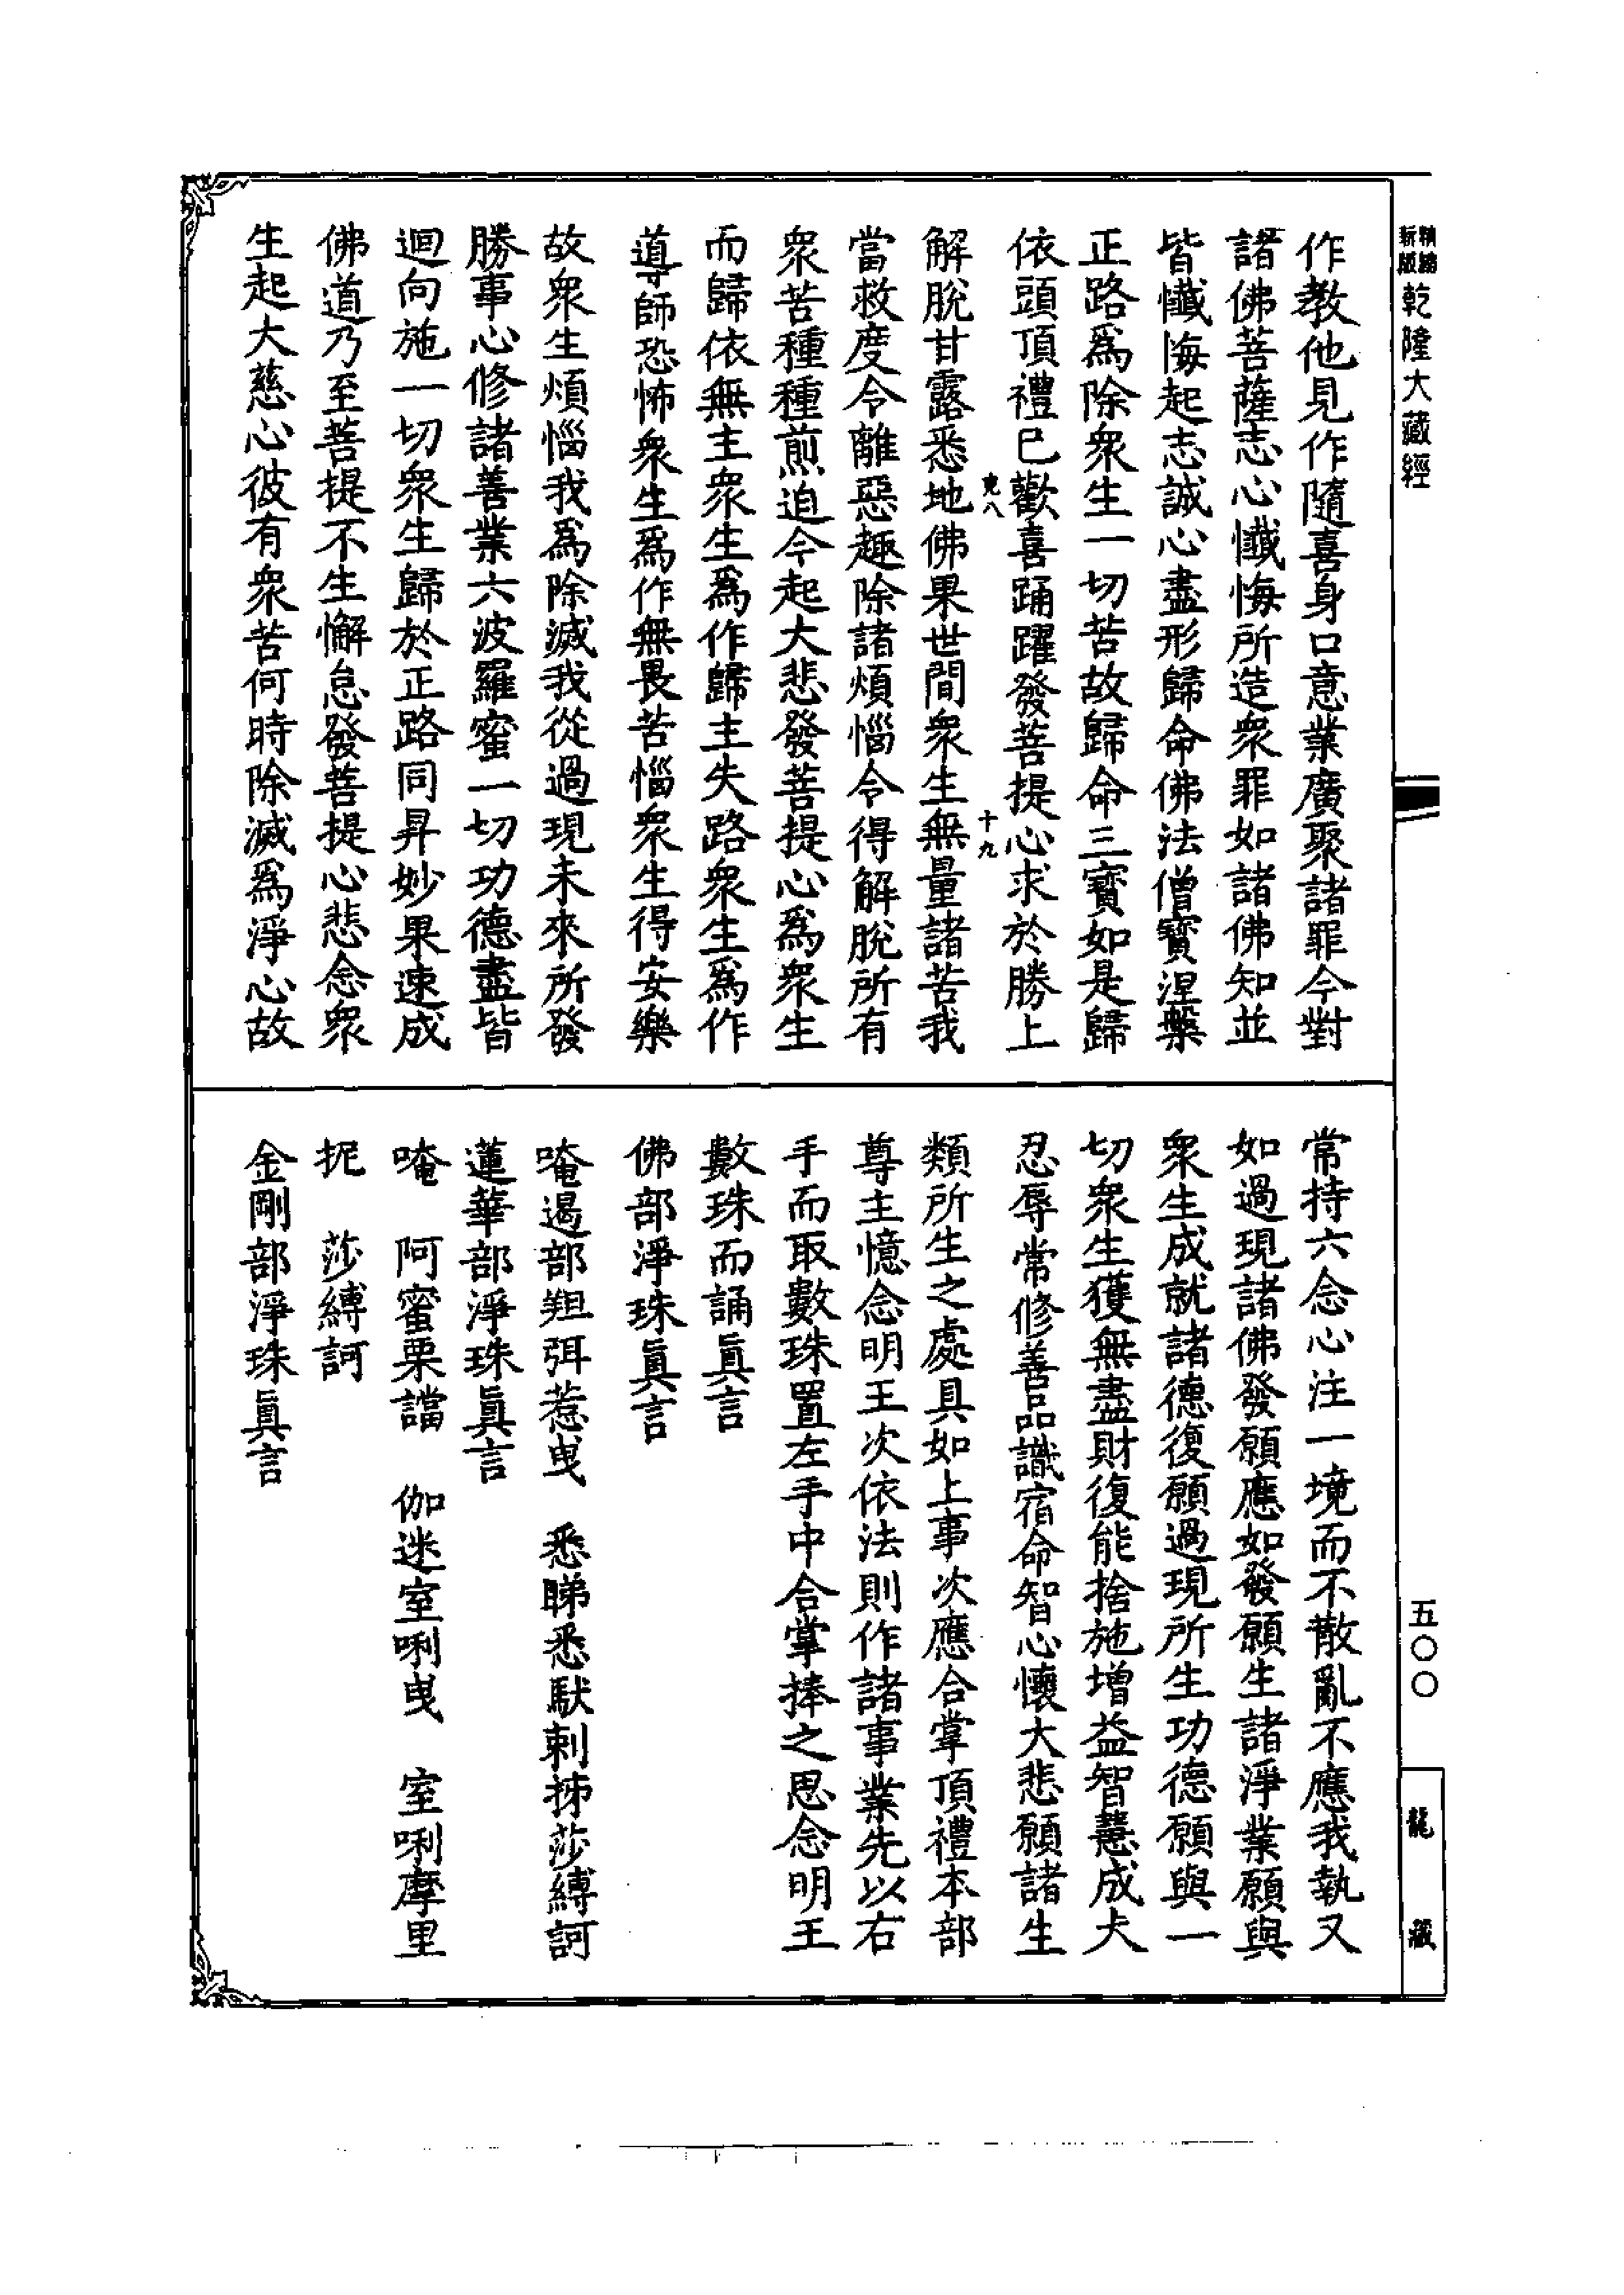 新版
精縮
乾隆大藏經
五〇〇
龍藏
作教他見作隨喜身口意業廣聚諸罪今對
諸佛菩薩志心懺悔所造衆罪如諸佛知並
皆懺悔起志誠心盡形歸命佛法僧寶涅槃
正路爲除衆生一切苦故歸命三寶如是歸
依頭頂禮已歡喜踊躍發菩提心求於勝上
十九
解脫甘露悉地佛果世間衆生無量諸苦我
當救度令離惡趣除諸煩惱令得解脫所有
衆苦種種煎迫今起大悲發菩提心爲衆生
而歸依無主衆生爲作歸主失路衆生爲作
導師恐怖衆生爲作無畏苦惱衆生得安樂
故衆生煩惱我爲除滅我從過現未來所發
勝事心修諸善業六波羅蜜一切功德盡皆
迴向施一切衆生歸於正路同昇妙果速成
佛道乃至菩提不生懈怠發菩提心悲念衆
生起大慈心彼有衆苦何時除滅爲淨心故
常持六念心注一境而不散亂不應我執又
如過現諸佛發願應如發願生諸淨業願與
衆生成就諸德復願過現所生功德願與一
切衆生獲無盡財復能捨施增益智慧成大
忍辱常修善品識宿命智心懷大悲願諸生
類所生之處具如上事次應合掌頂禮本部
尊主憶念明王次依法則作諸事業先以右
手而取數珠置左手中合掌捧之思念明王
數珠而誦眞言
佛部淨珠眞言
唵遏部羫弭惹曳　悉睇悉馱剌拂莎縛訶
蓮華部淨珠眞言
唵　阿蜜栗譡　伽迷室唎曳　室唎摩里
抳　莎縛訶
金剛部淨珠眞言